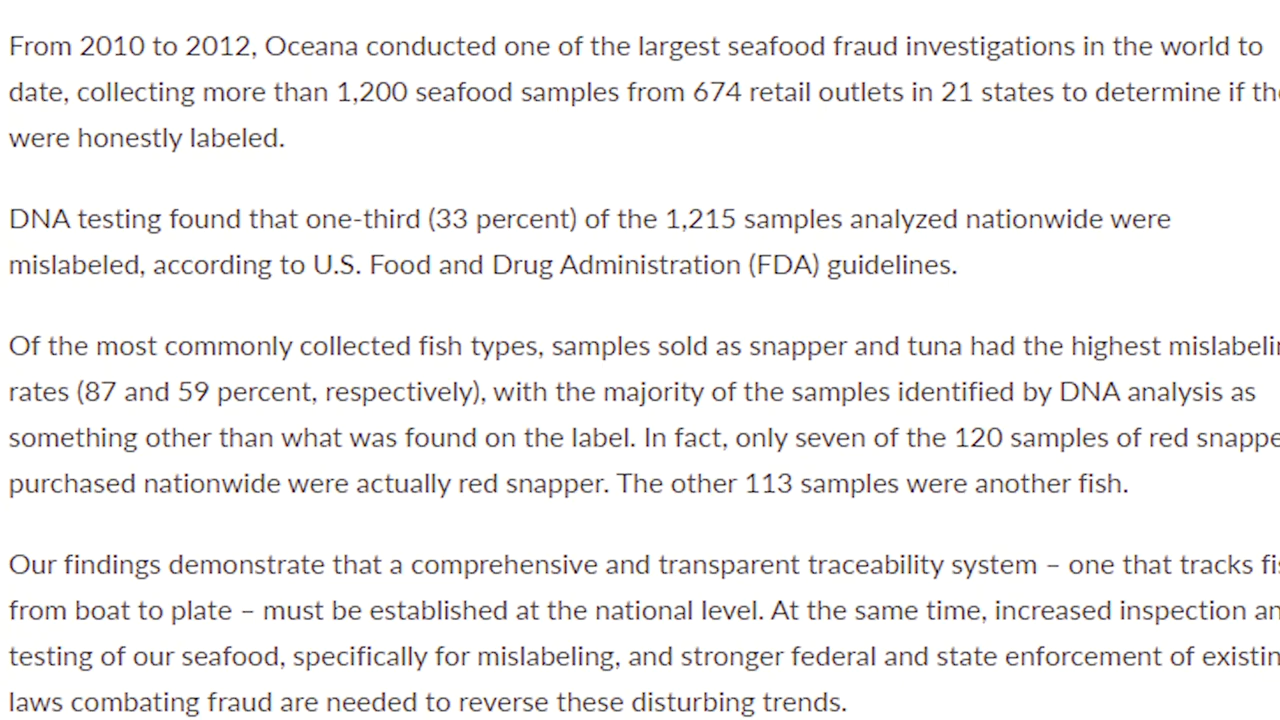 From 2010 to 2012, Oceana conducted one of the largest seafood fraud investigations in the world to
date, collecting more than 1,200 seafood samples from 674 retail outlets in 21 states to determine if
were honestly labeled.
DNA testing found that one-third (33 percent) of the 1,215 samples analyzed nationwide were
mislabeled, according to U.S. Food and Drug Administration (FDA) guidelines.
Of the most commonly collected fish types, samples sold as snapper and tuna had the highest mislabelin
rates (87 and 59 percent, respectively), with the majority of the samples identified by DNA analysis as
something other than what was found on the label. In fact, only seven of the 120 samples of red snappe
purchased nationwide were actually red snapper. The other 113 samples were another fish.
Our findings demonstrate that a comprehensive and transparent traceability system – one that tracks fis
from boat to plate – must be established at the national level. At the same time, increased inspection an
testing of our seafood, specifically for mislabeling, and stronger federal and state enforcement of existin
laws combating fraud are needed to reverse these disturbing trends.